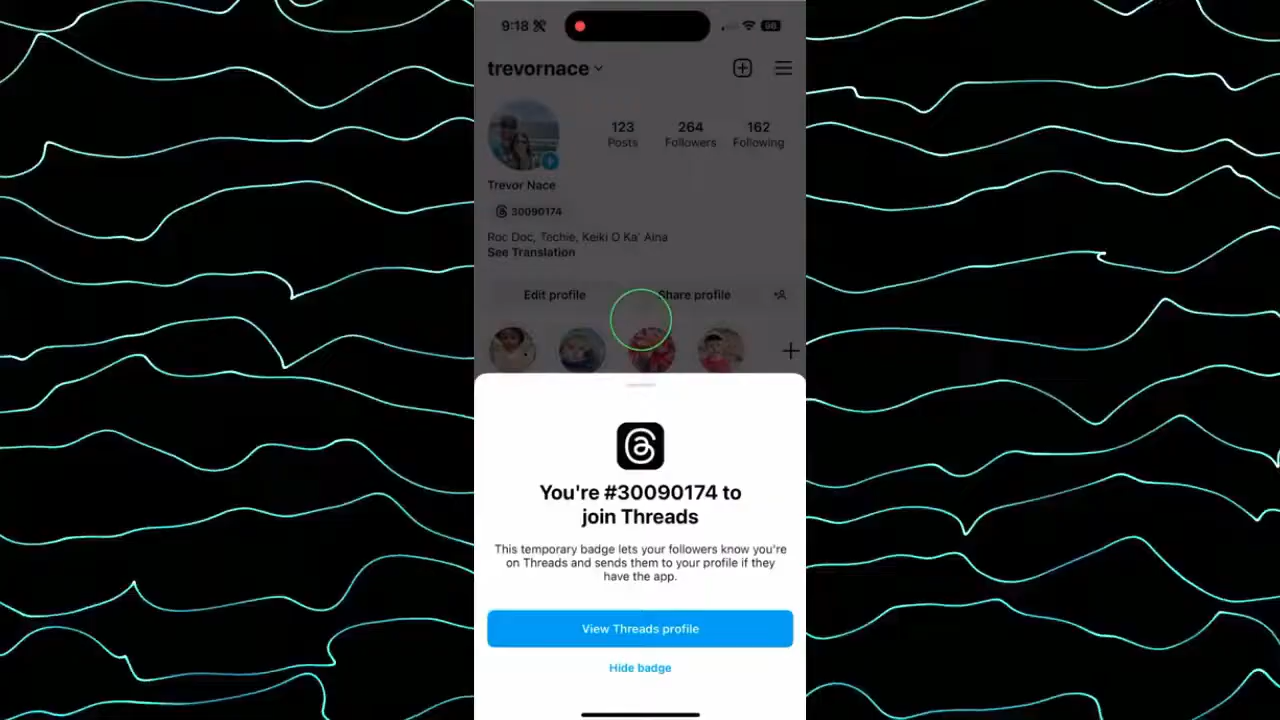 9:18
98
trevornace
123 264 162
Posts Followers Following
Trevor Nace
30090174
Roc Doc, Techie, Keiki O Ka' Aina
See Translation
Edit profile Share profile
You're #30090174 to
join Threads
This temporary badge lets your followers know you're
on Threads and sends them to your profile if they
have the app.
View Threads profile
Hide badge